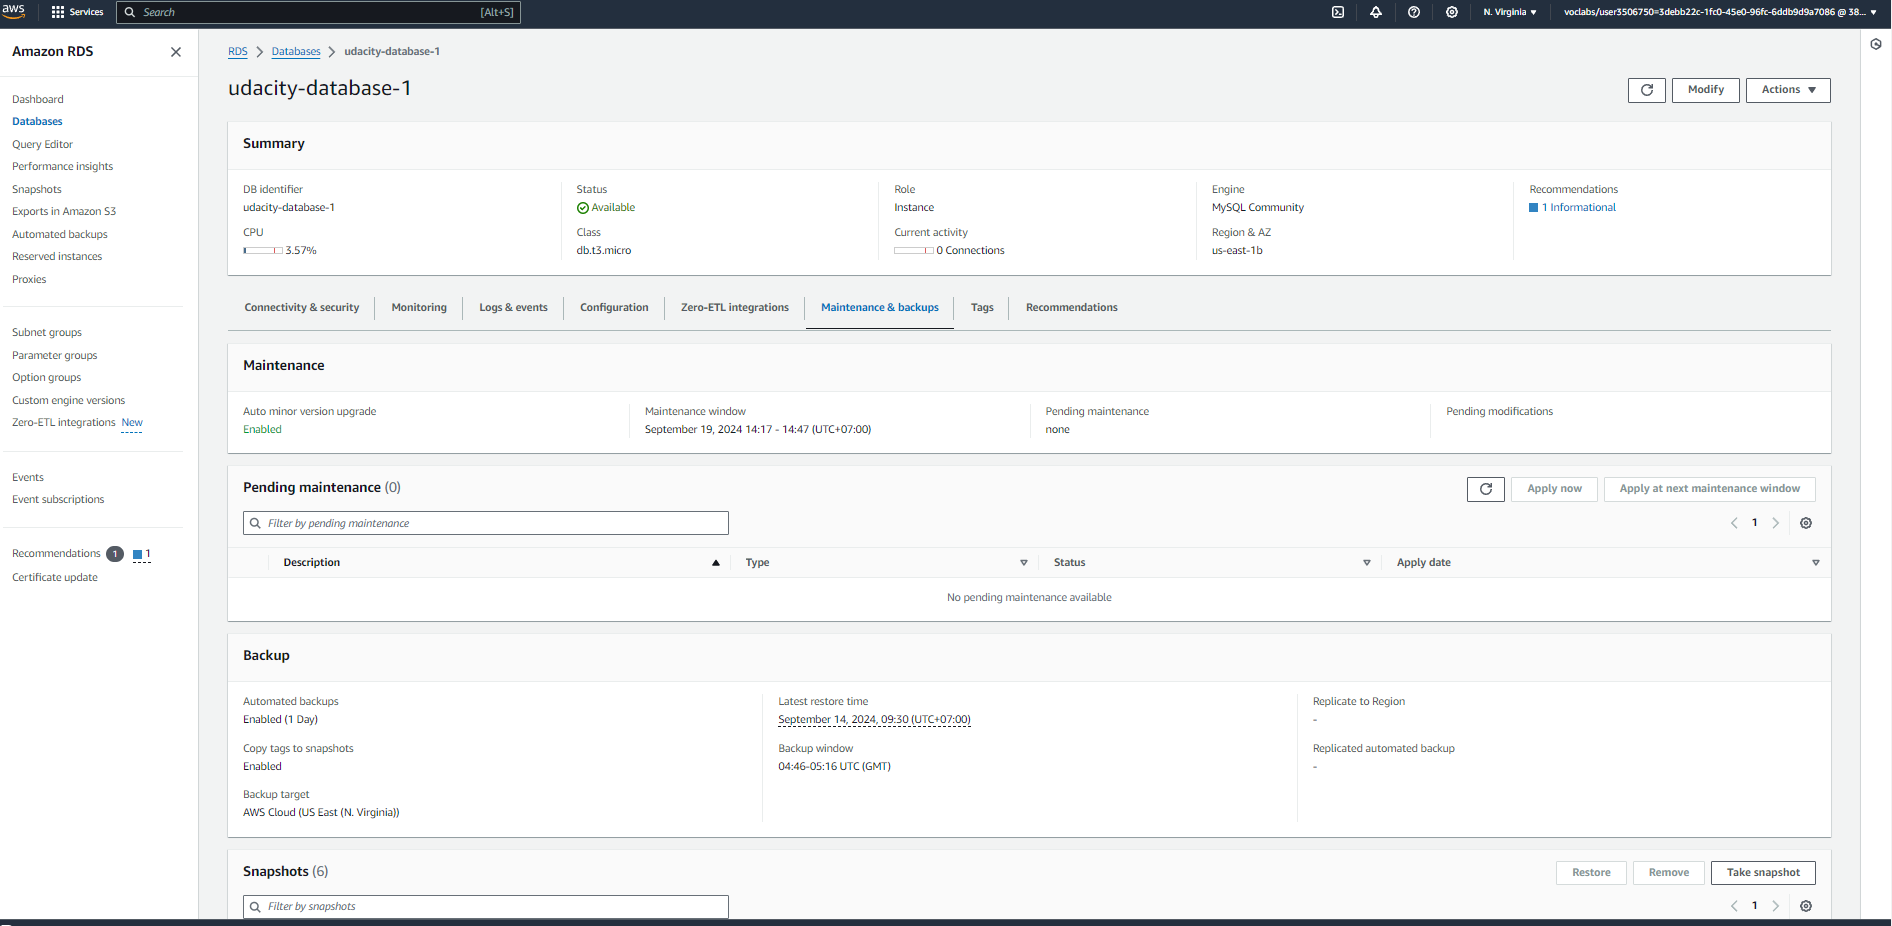 aws
Services
Search [Alt+S]
N. Virginia
voclabs/user3506750=3debb22c-1fc0-45e0-96fc-6ddb9d9a7086 @ 38...
Amazon RDS
Dashboard
Databases
Query Editor
Performance insights
Snapshots
Exports in Amazon S3
Automated backups
Reserved instances
Proxies
Subnet groups
Parameter groups
Option groups
Custom engine versions
Zero-ETL integrations New
Events
Event subscriptions
Recommendations 1 1
Certificate update
RDS Databases udacity-database-1
udacity-database-1
Modify
Actions
Summary
DB identifier
udacity-database-1
CPU
3.57%
Status
Available
Class
db.t3.micro
Role
Instance
Current activity
0 Connections
Engine
MySQL Community
Region & AZ
us-east-1b
Recommendations
1 Informational
Connectivity & security
Monitoring
Logs & events
Configuration
Zero-ETL integrations
Maintenance & backups
Tags
Recommendations
Maintenance
Auto minor version upgrade
Enabled
Maintenance window
September 19, 2024 14:17 - 14:47 (UTC+07:00)
Pending maintenance
none
Pending modifications
Pending maintenance (0)
Apply now
Apply at next maintenance window
Filter by pending maintenance
1
Description
Type
Status
Apply date
No pending maintenance available
Backup
Automated backups
Enabled (1 Day)
Copy tags to snapshots
Enabled
Backup target
AWS Cloud (US East (N. Virginia))
Latest restore time
September 14, 2024, 09:30 (UTC+07:00)
Backup window
04:46-05:16 UTC (GMT)
Replicate to Region
-
Replicated automated backup
-
Snapshots (6)
Restore
Remove
Take snapshot
Filter by snapshots
1